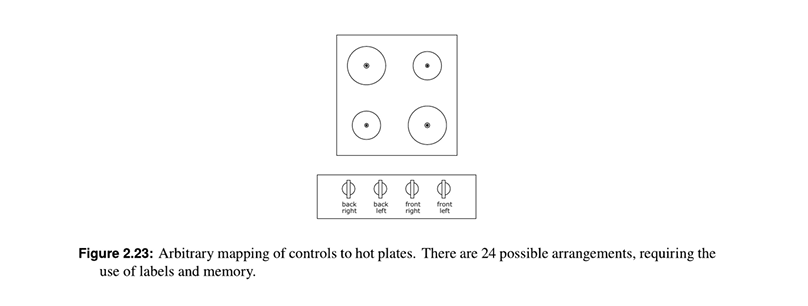 back back front front
right left right left
Figure 2.23: Arbitrary mapping of controls to hot plates. There are 24 possible arrangements, requiring the
use of labels and memory.